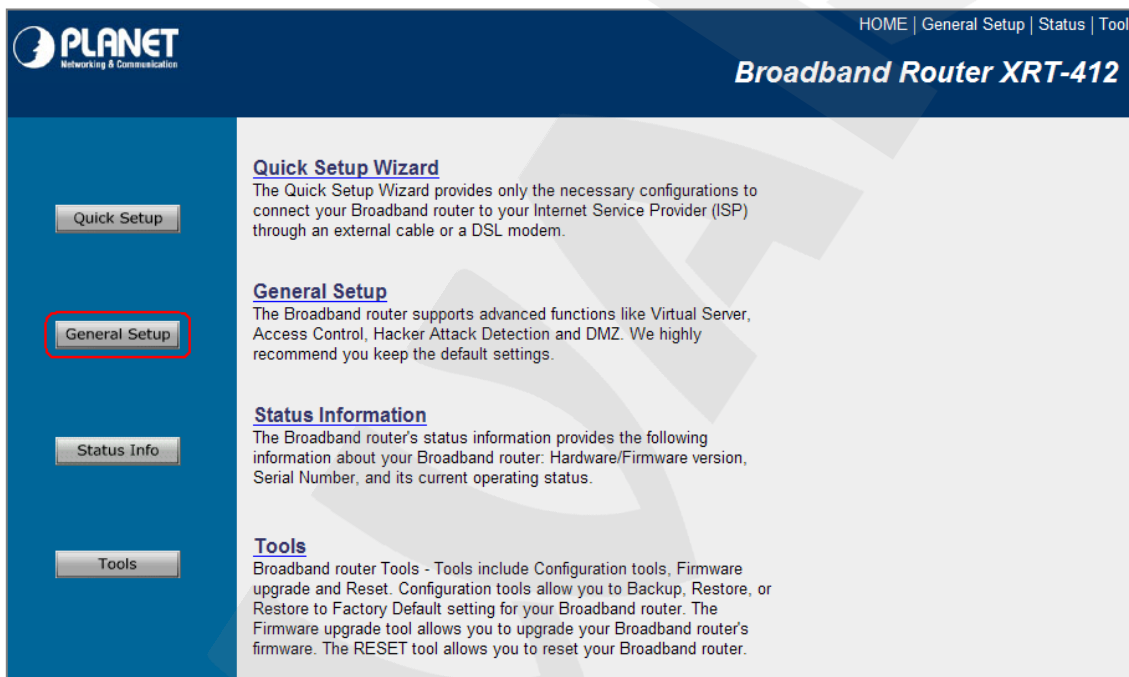 PLANET
Networking & Communication
HOME | General Setup | Status | Tool
Broadband Router XRT-412
Quick Setup
Quick Setup Wizard
The Quick Setup Wizard provides only the necessary configurations to
connect your Broadband router to your Internet Service Provider (ISP)
through an external cable or a DSL modem.
General Setup
General Setup
The Broadband router supports advanced functions like Virtual Server,
Access Control, Hacker Attack Detection and DMZ. We highly
recommend you keep the default settings.
Status Info
Status Information
The Broadband router's status information provides the following
information about your Broadband router: Hardware/Firmware version,
Serial Number, and its current operating status.
Tools
Tools
Broadband router Tools - Tools include Configuration tools, Firmware
upgrade and Reset. Configuration tools allow you to Backup, Restore, or
Restore to Factory Default setting for your Broadband router. The
Firmware upgrade tool allows you to upgrade your Broadband router's
firmware. The RESET tool allows you to reset your Broadband router.